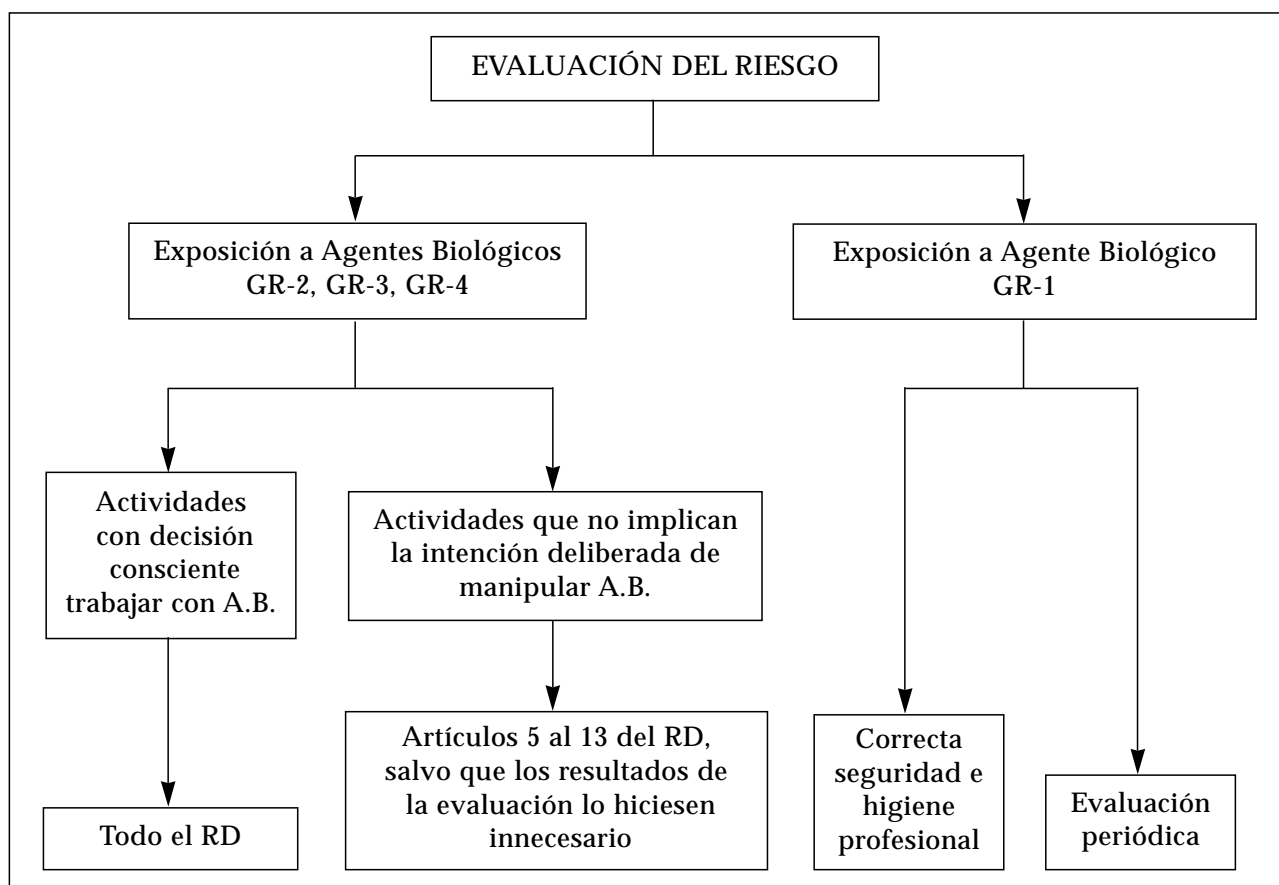 EVALUACIÓN DEL RIESGO
Exposición a Agentes Biológicos
GR-2, GR-3, GR-4
Exposición a Agente Biológico
GR-1
Actividades
con decisión
consciente
trabajar con A.B.
Actividades que no implican
la intención deliberada de
manipular A.B.
Todo el RD
Artículos 5 al 13 del RD,
salvo que los resultados de
la evaluación lo hiciesen
innecesario
Correcta
seguridad e
higiene
profesional
Evaluación
periódica